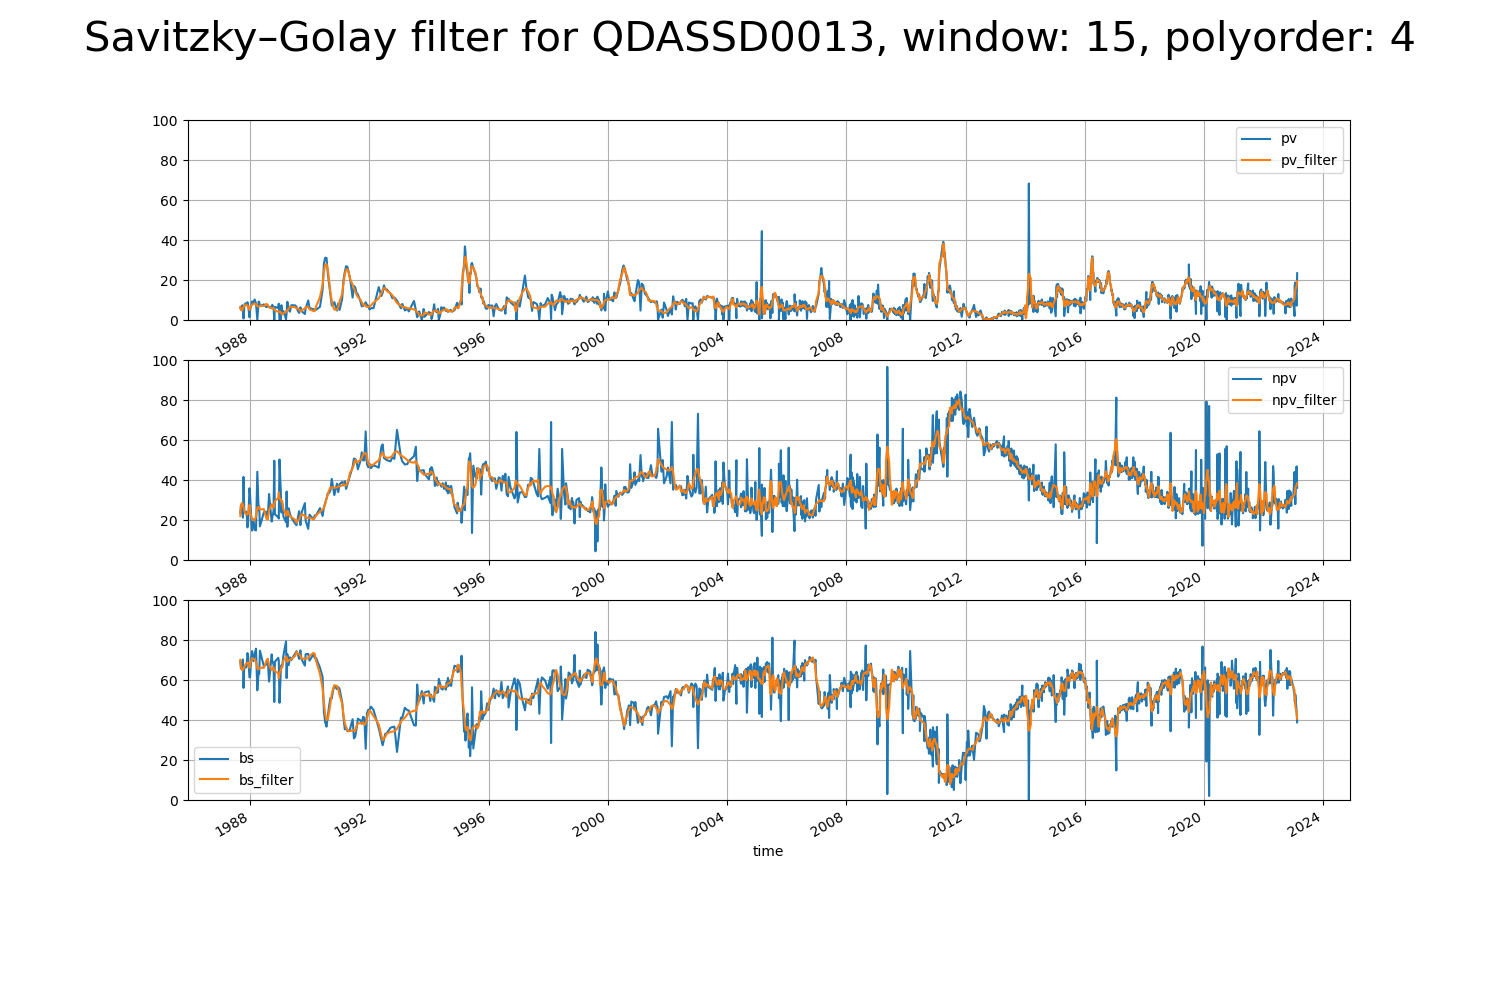 Savitzky–Golay filter for QDASSD0013, window: 15, polyorder: 4
100
80
60
40
20
0
pv
pv_filter
1988 1992 1996 2000 2004 2008 2012 2016 2020 2024
100
80
60
40
20
0
npv
npv_filter
1988 1992 1996 2000 2004 2008 2012 2016 2020 2024
100
80
60
40
20
0
bs
bs_filter
1988 1992 1996 2000 2004 2008 2012 2016 2020 2024
time